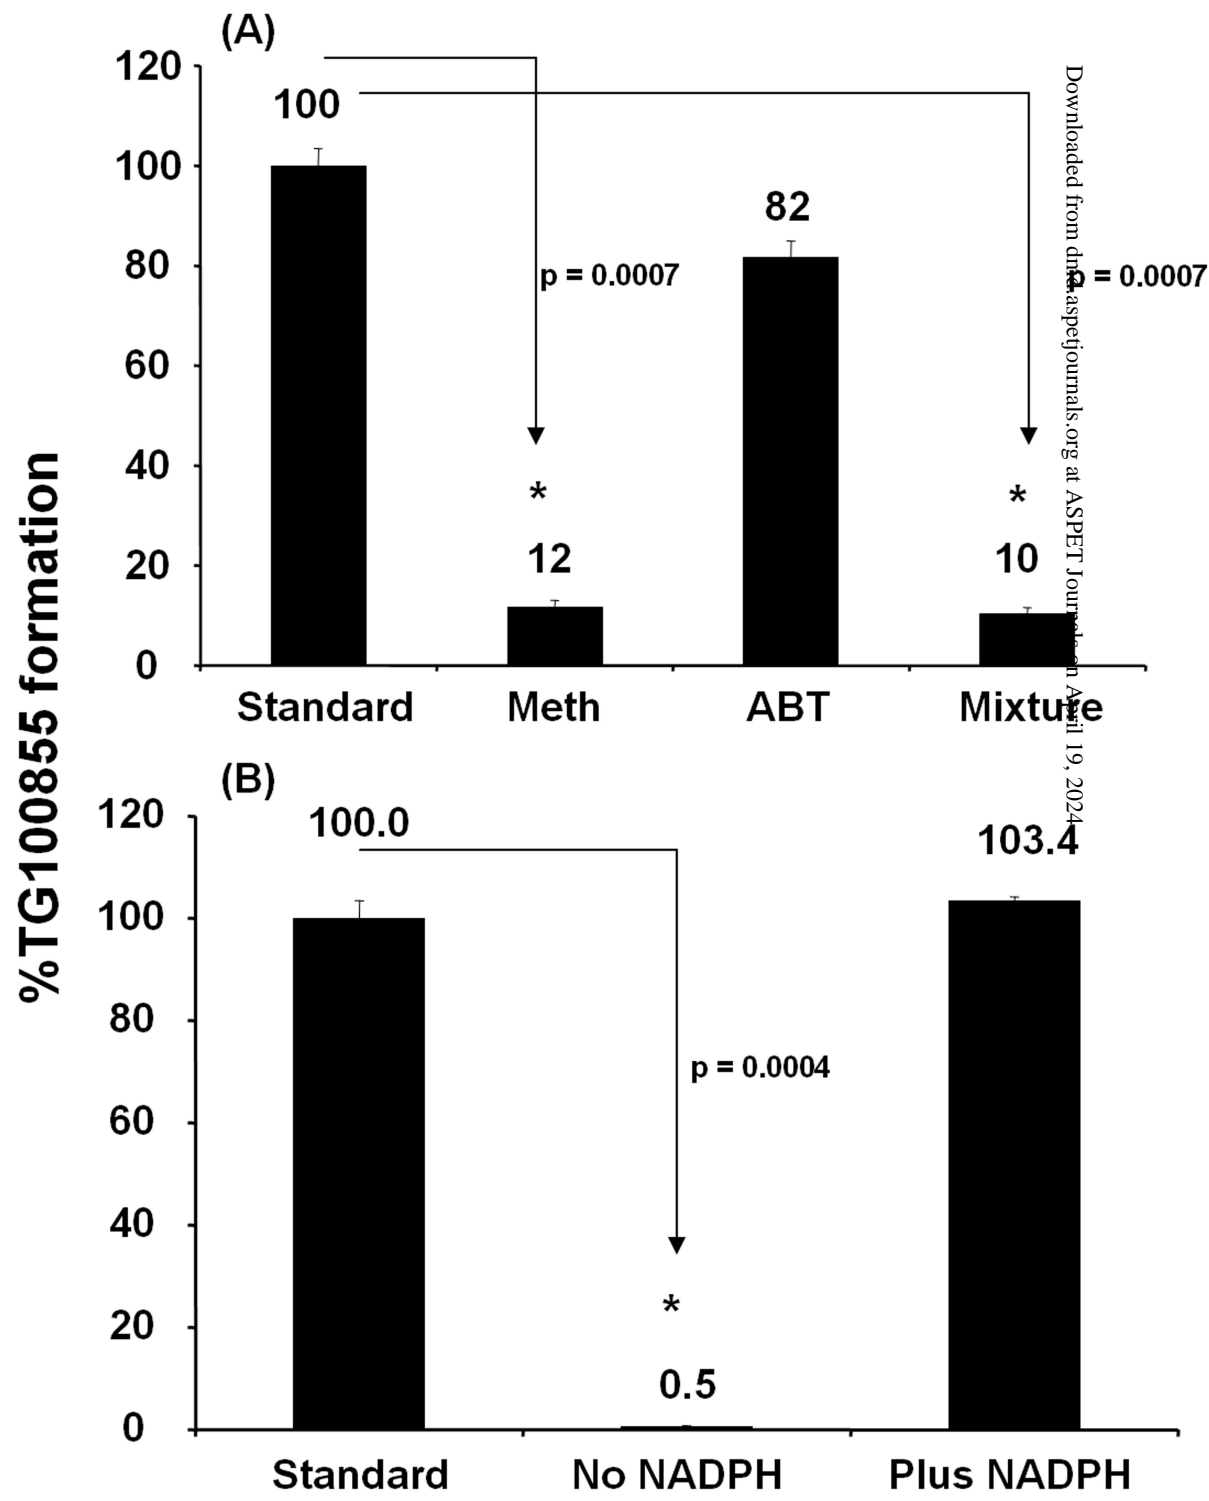 (A)
120
100
80
60
40
20
0
100
12
82
10
p = 0.0007
p = 0.0007
*
*
Standard
Meth
ABT
Mixture
%TG100855 formation
(B)
120
100
80
60
40
20
0
100.0
0.5
103.4
p = 0.0004
*
Standard
No NADPH
Plus NADPH
Downloaded from dmd.aspetjournals.org at ASPET Journals on April 19, 2024